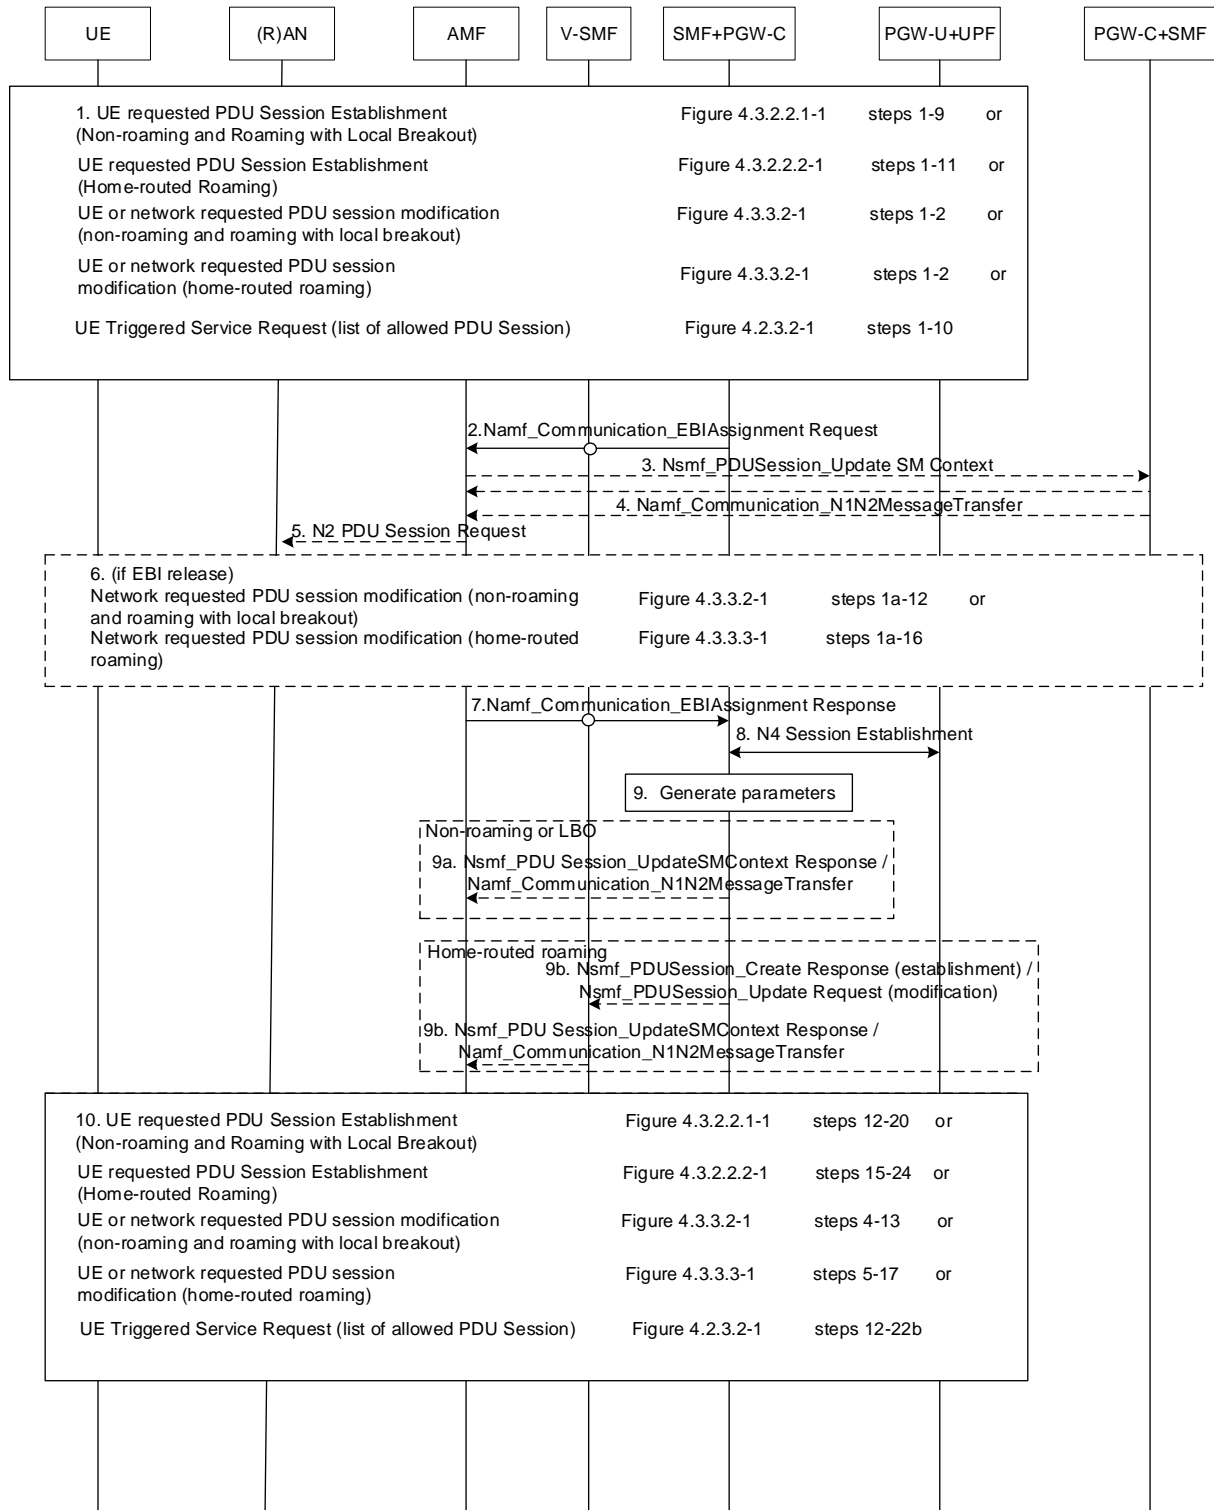 UE
(R)AN
AMF
V-SMF
SMF+PGW-C
PGW-U+UPF
PGW-C+SMF
1. UE requested PDU Session Establishment Figure 4.3.2.2.1-1 steps 1-9 or
(Non-roaming and Roaming with Local Breakout)
UE requested PDU Session Establishment Figure 4.3.2.2.2-1 steps 1-11 or
(Home-routed Roaming)
UE or network requested PDU session modification Figure 4.3.3.2-1 steps 1-2 or
(non-roaming and roaming with local breakout)
UE or network requested PDU session Figure 4.3.3.2-1 steps 1-2 or
modification (home-routed roaming)
UE Triggered Service Request (list of allowed PDU Session) Figure 4.2.3.2-1 steps 1-10
2.Namf_Communication_EBIAssignment Request
3. Nsmf_PDUSession_Update SM Context
4. Namf_Communication_N1N2MessageTransfer
5. N2 PDU Session Request
6. (if EBI release)
Network requested PDU session modification (non-roaming Figure 4.3.3.2-1 steps 1a-12 or
and roaming with local breakout)
Network requested PDU session modification (home-routed Figure 4.3.3.3-1 steps 1a-16
roaming)
7.Namf_Communication_EBIAssignment Response
8. N4 Session Establishment
9. Generate parameters
Non-roaming or LBO
9a. Nsmf_PDU Session_UpdateSMContext Response /
Namf_Communication_N1N2MessageTransfer
Home-routed roaming
9b. Nsmf_PDUSession_Create Response (establishment) /
Nsmf_PDUSession_Update Request (modification)
9b. Nsmf_PDU Session_UpdateSMContext Response /
Namf_Communication_N1N2MessageTransfer
10. UE requested PDU Session Establishment Figure 4.3.2.2.1-1 steps 12-20 or
(Non-roaming and Roaming with Local Breakout)
UE requested PDU Session Establishment Figure 4.3.2.2.2-1 steps 15-24 or
(Home-routed Roaming)
UE or network requested PDU session modification Figure 4.3.3.2-1 steps 4-13 or
(non-roaming and roaming with local breakout)
UE or network requested PDU session Figure 4.3.3.3-1 steps 5-17 or
modification (home-routed roaming)
UE Triggered Service Request (list of allowed PDU Session) Figure 4.2.3.2-1 steps 12-22b